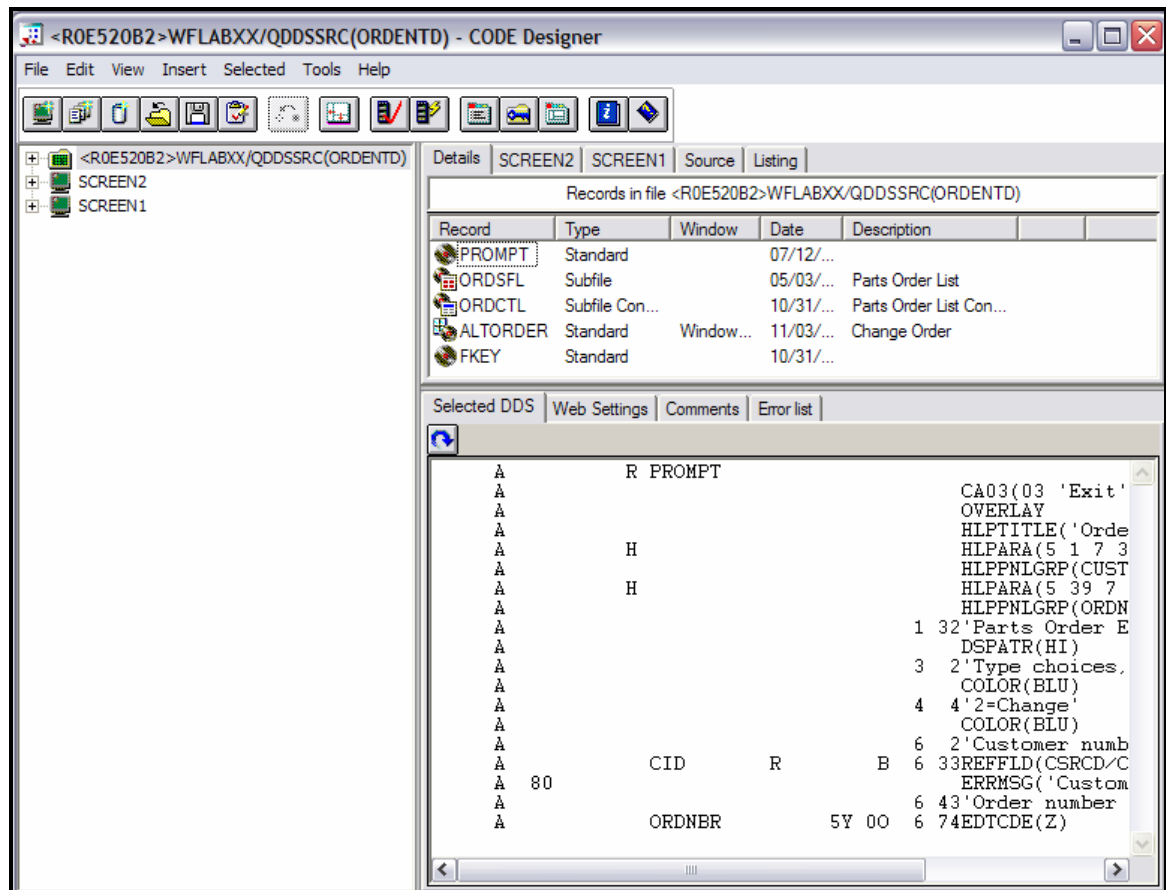 <R0E520B2>WFLABXX/QDDSSRC(ORDENTD) - CODE Designer
File Edit View Insert Selected Tools Help
<R0E520B2>WFLABXX/QDDSSRC(ORDENTD)
SCREEN2
SCREEN1
Details SCREEN2 SCREEN1 Source Listing
Records in file <R0E520B2>WFLABXX/QDDSSRC(ORDENTD)
Record Type Window Date Description
PROMPT Standard 07/12/...
ORDSFL Subfile 05/03/... Parts Order List
ORDCTL Subfile Con... 10/31/... Parts Order List Con...
ALTORDER Standard Window... 11/03/... Change Order
FKEY Standard 10/31/...
Selected DDS Web Settings Comments Error list
A R PROMPT
A CA03(03 'Exit'
A OVERLAY
A HLPTITLE('Orde
A H HLPARA(5 1 7 3
A HLPPNLGRP(CUST
A H HLPARA(5 39 7
A HLPPNLGRP(ORDN
A 1 32'Parts Order E
A DSPATR(HI)
A 3 2'Type choices,
A COLOR(BLU)
A 4 4'2=Change'
A COLOR(BLU)
A 6 2'Customer numb
A CID R B 6 33REFFLD(CSRCD/C
A 80 ERRMSG('Custom
A 6 43'Order number
A ORDNBR 5Y 0O 6 74EDTCDE(Z)